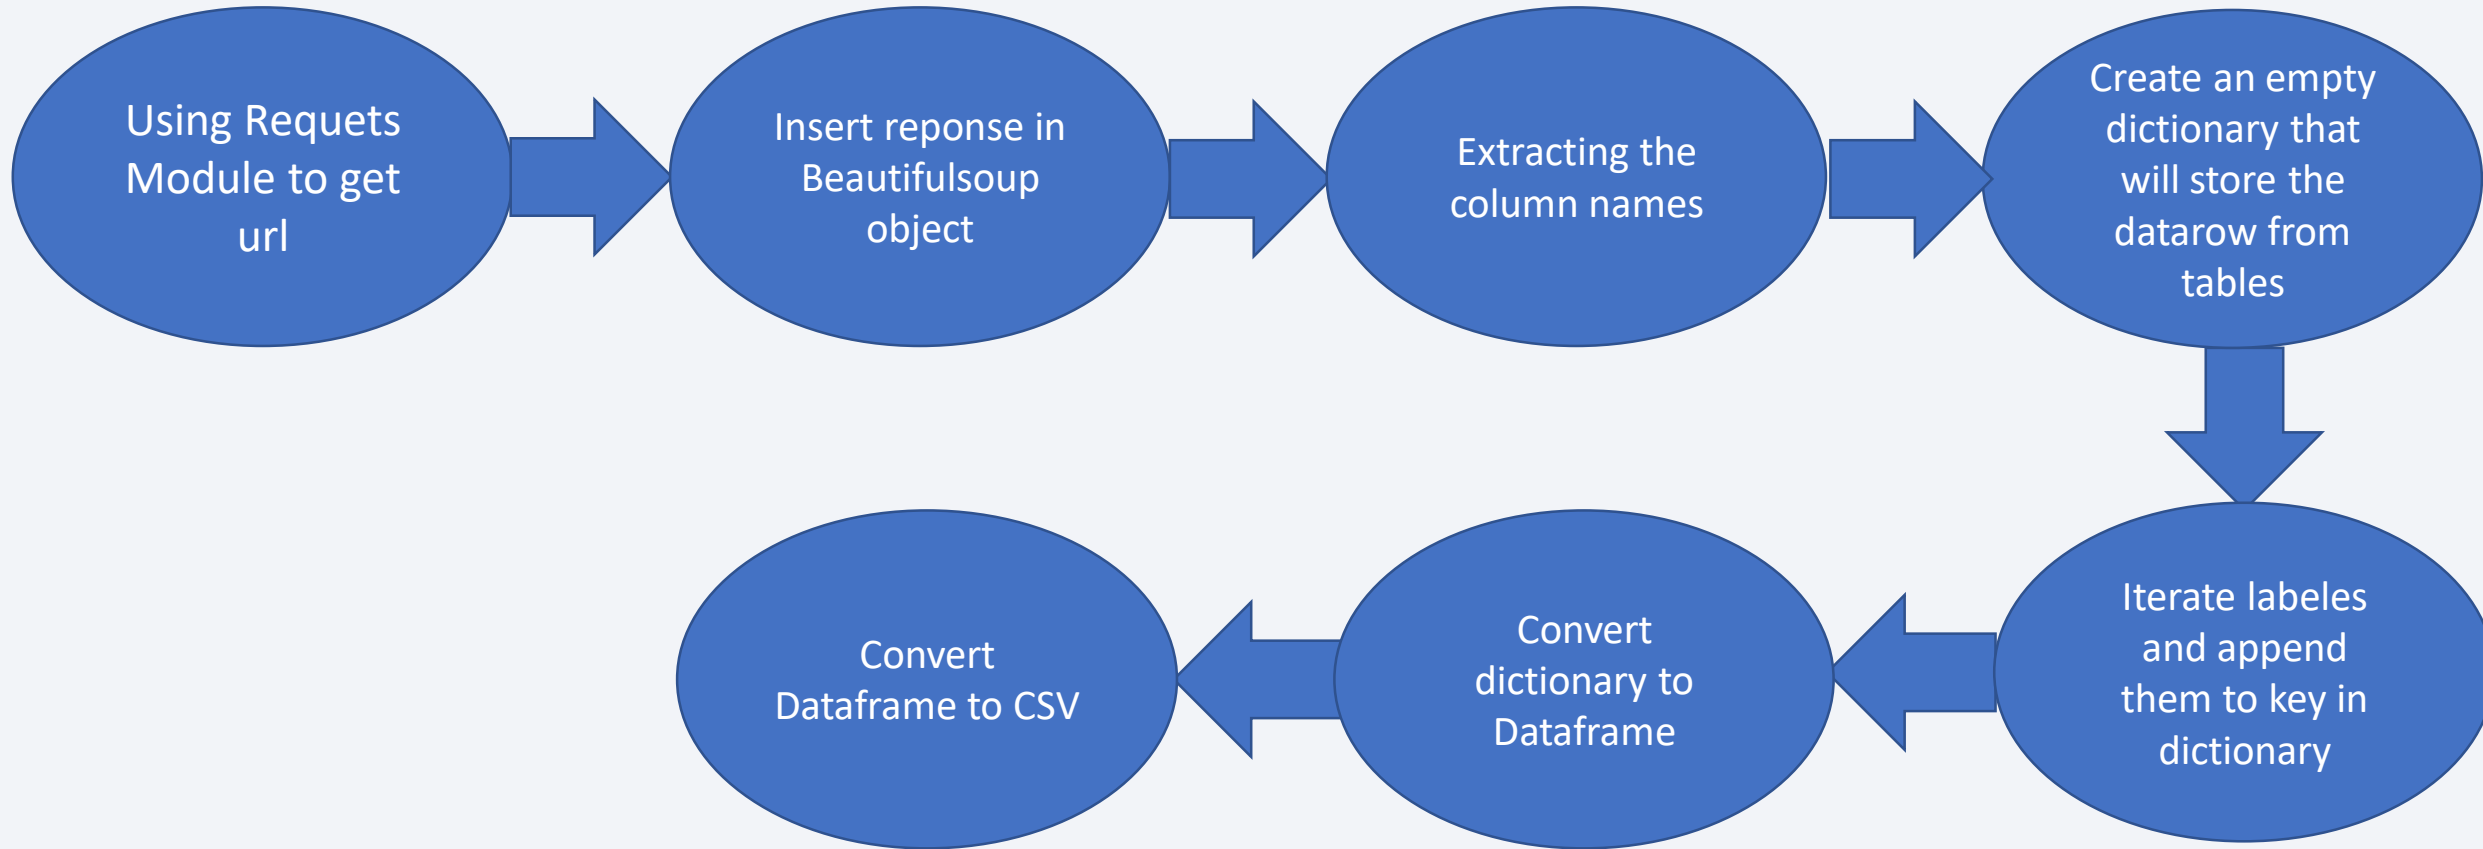 Using Requets
Module to get
url
Insert reponse in
Beautifulsoup
object
Extracting the
column names
Create an empty
dictionary that
will store the
datarow from
tables
Iterate labeles
and append
them to key in
dictionary
Convert
dictionary to
Dataframe
Convert
Dataframe to CSV